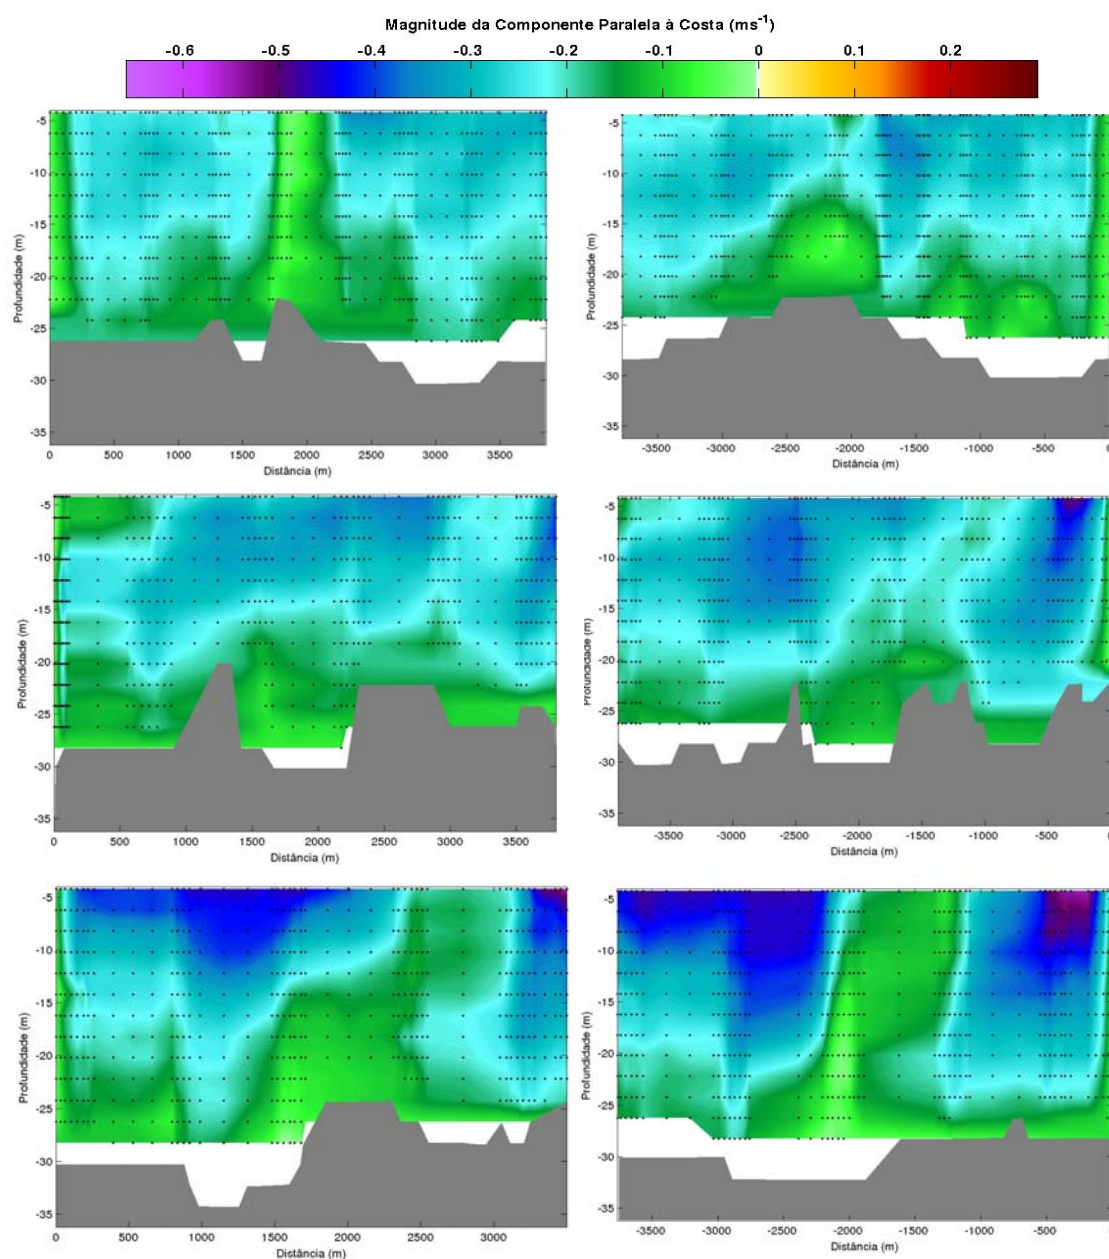 Magnitude da Componente Paralela à Costa (ms⁻¹)
-0.6 -0.5 -0.4 -0.3 -0.2 -0.1 0 0.1 0.2
-5 -10 -15 -20 -25 -30 -35
Profundidade (m)
0 500 1000 1500 2000 2500 3000 3500
Distância (m)
-5 -10 -15 -20 -25 -30 -35
Profundidade (m)
-3500 -3000 -2500 -2000 -1500 -1000 -500 0
Distância (m)
-5 -10 -15 -20 -25 -30 -35
Profundidade (m)
0 500 1000 1500 2000 2500 3000 3500
Distância (m)
-5 -10 -15 -20 -25 -30 -35
Profundidade (m)
-3500 -3000 -2500 -2000 -1500 -1000 -500
Distância (m)
-5 -10 -15 -20 -25 -30 -35
Profundidade (m)
0 500 1000 1500 2000 2500 3000
Distância (m)
-5 -10 -15 -20 -25 -30 -35
Profundidade (m)
-3500 -3000 -2500 -2000 -1500 -1000 -500
Distância (m)